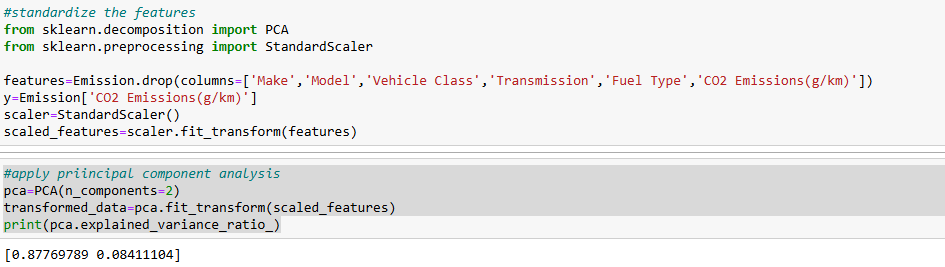 #standardize the features
from sklearn.decomposition import PCA
from sklearn.preprocessing import StandardScaler
features=Emission.drop(columns=['Make','Model','Vehicle Class','Transmission','Fuel Type','CO2 Emissions(g/km)'])
y=Emission['CO2 Emissions(g/km)']
scaler=StandardScaler()
scaled_features=scaler.fit_transform(features)
#apply priincipal component analysis
pca=PCA(n_components=2)
transformed_data=pca.fit_transform(scaled_features)
print(pca.explained_variance_ratio_)
[0.87769789 0.08411104]